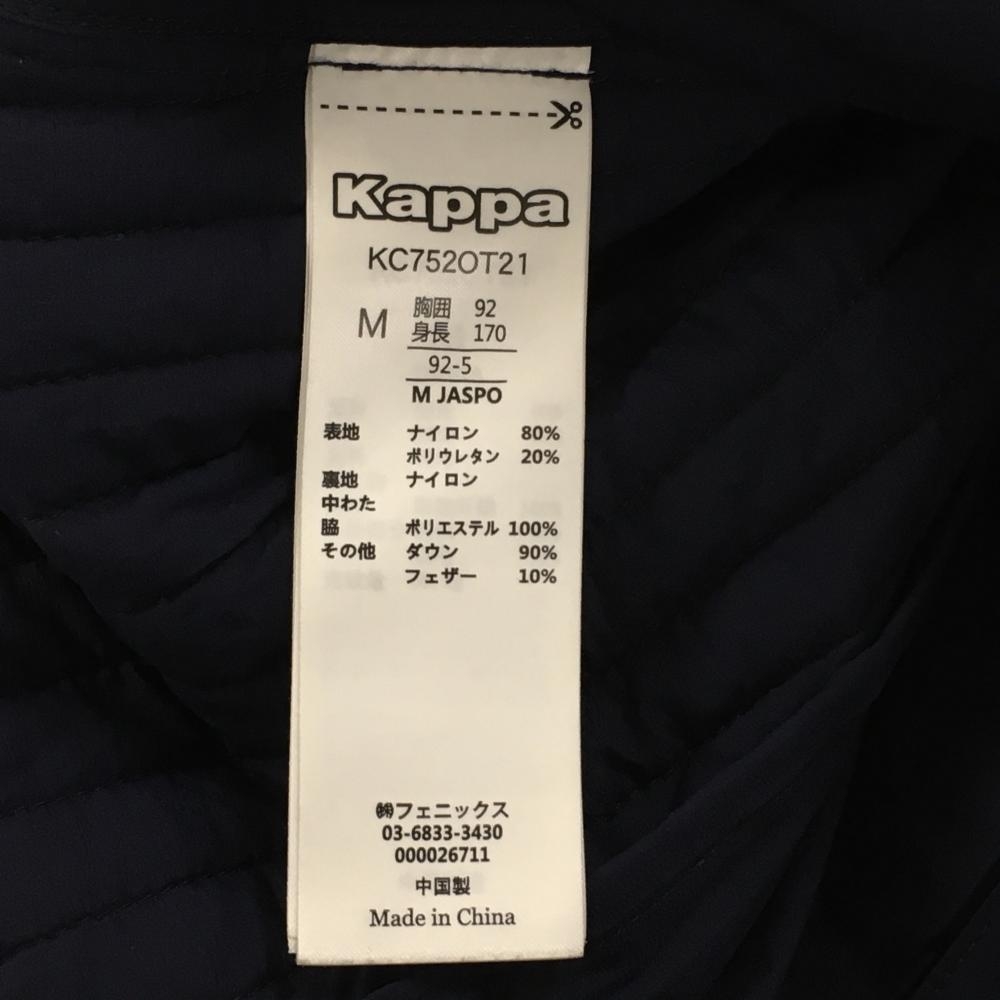 Kappa
KC752OT21
M
胸囲 92
身長 170
92-5
M JASPO
表地 ナイロン 80%
ポリウレタン 20%
裏地 ナイロン
中わた
脇 ポリエステル 100%
その他 ダウン 90%
フェザー 10%
㈱フェニックス
03-6833-3430
000026711
中国製
Made in China